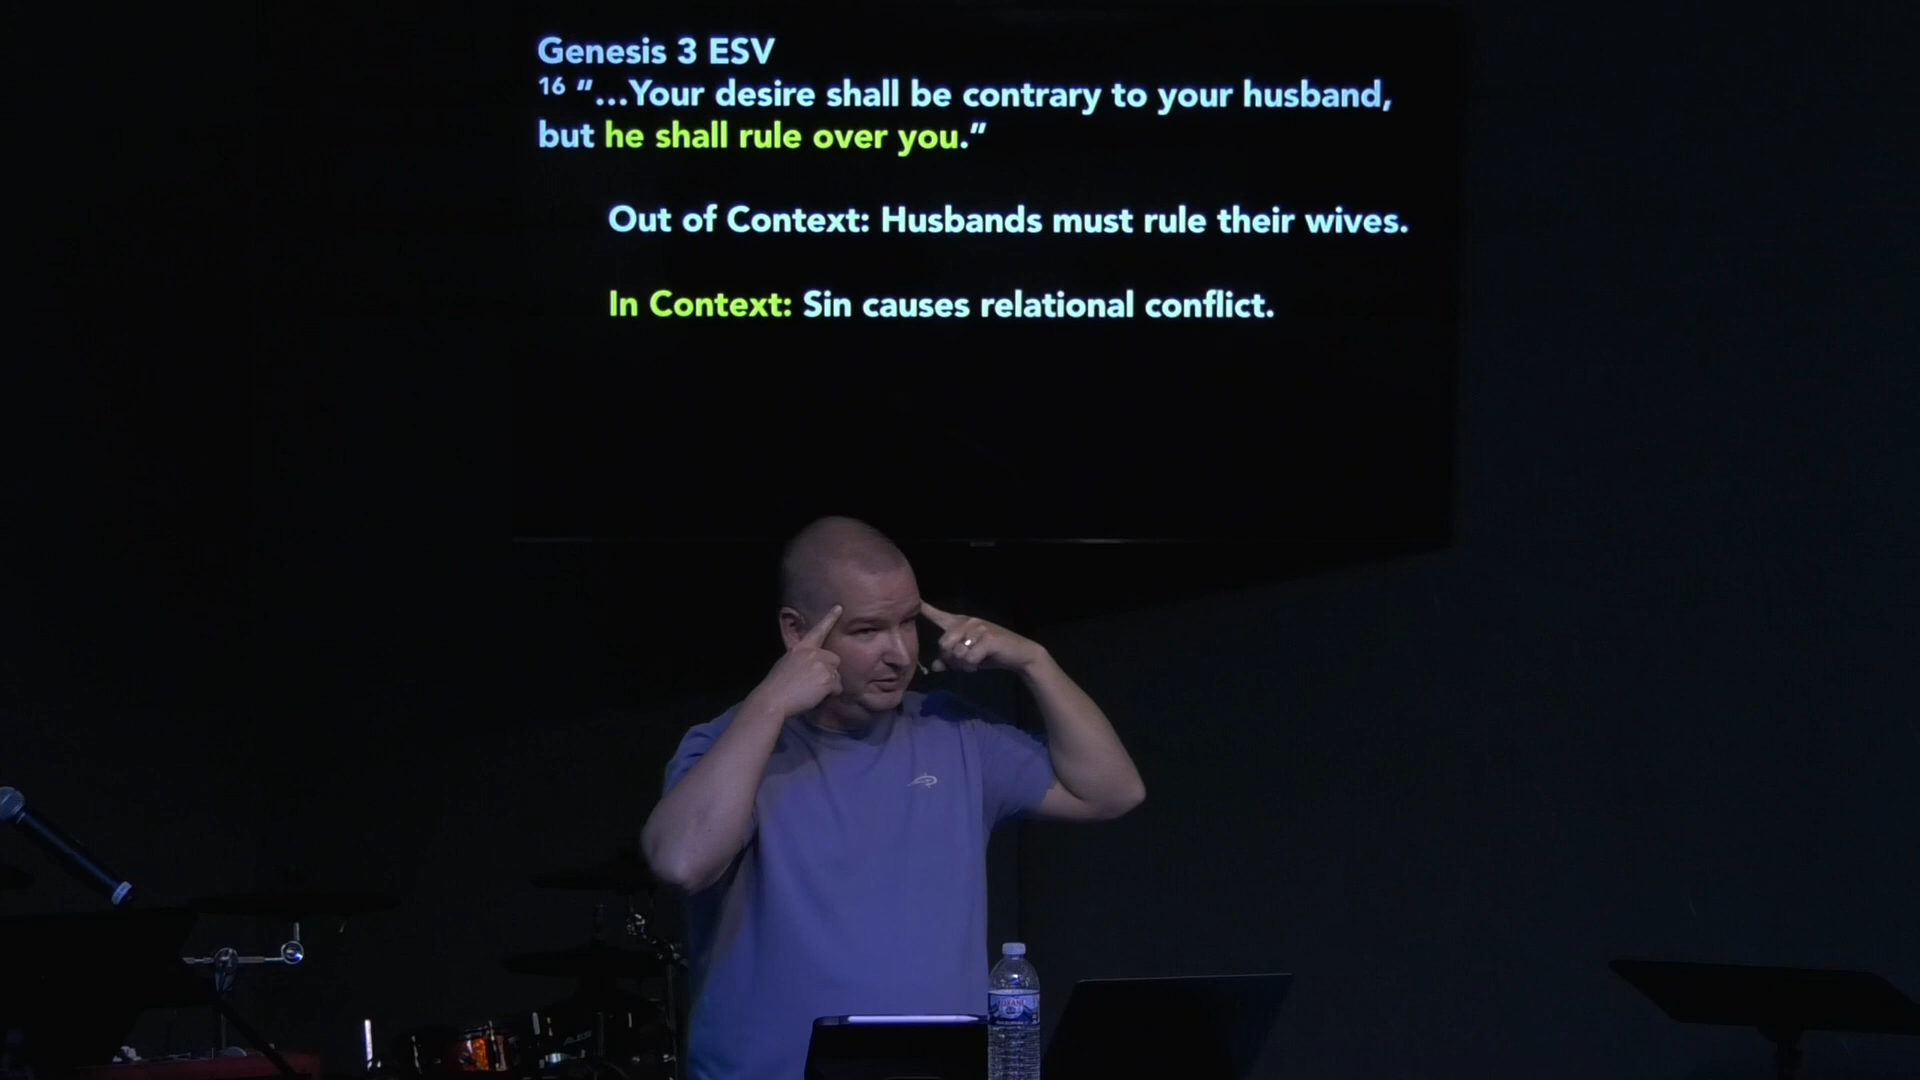 Genesis 3 ESV
16 "...Your desire shall be contrary to your husband,
but he shall rule over you."
Out of Context: Husbands must rule their wives.
In Context: Sin causes relational conflict.